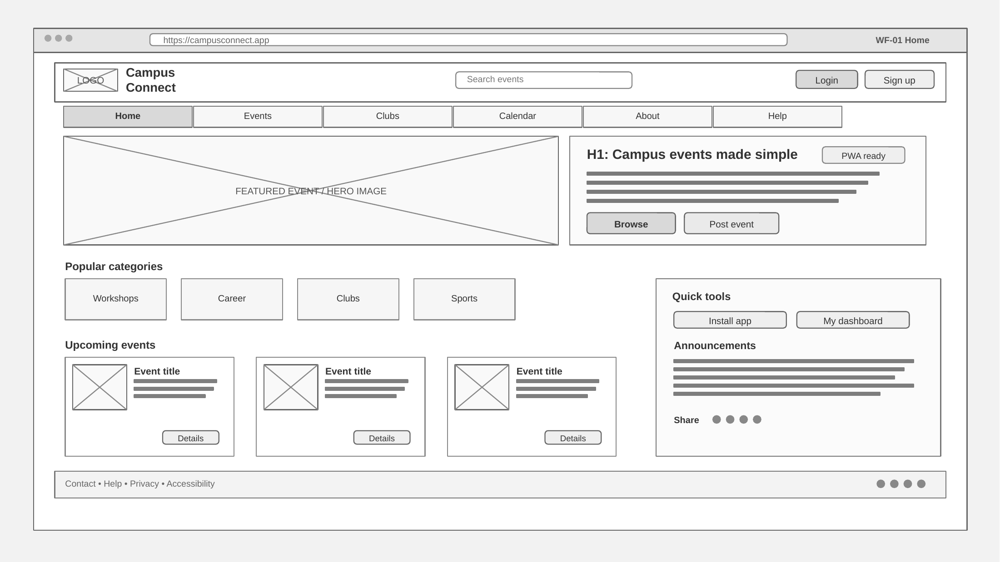 https://campusconnect.app
WF-01 Home
LOGO
Campus
Connect
Search events
Login
Sign up
Home
Events
Clubs
Calendar
About
Help
FEATURED EVENT / HERO IMAGE
H1: Campus events made simple
PWA ready
Browse
Post event
Popular categories
Workshops
Career
Clubs
Sports
Quick tools
Install app
My dashboard
Announcements
Share
Upcoming events
Event title
Details
Event title
Details
Event title
Details
Contact • Help • Privacy • Accessibility